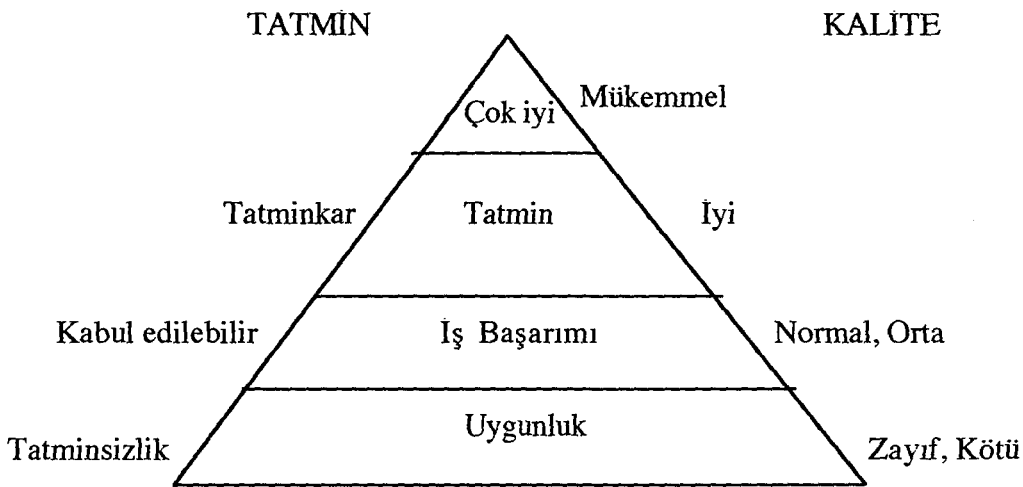 TATMİN KALİTE
Çok iyi Mükemmel
Tatminkar Tatmin İyi
Kabul edilebilir İş Başarımı Normal, Orta
Uygunluk
Tatminsizlik Zayıf, Kötü